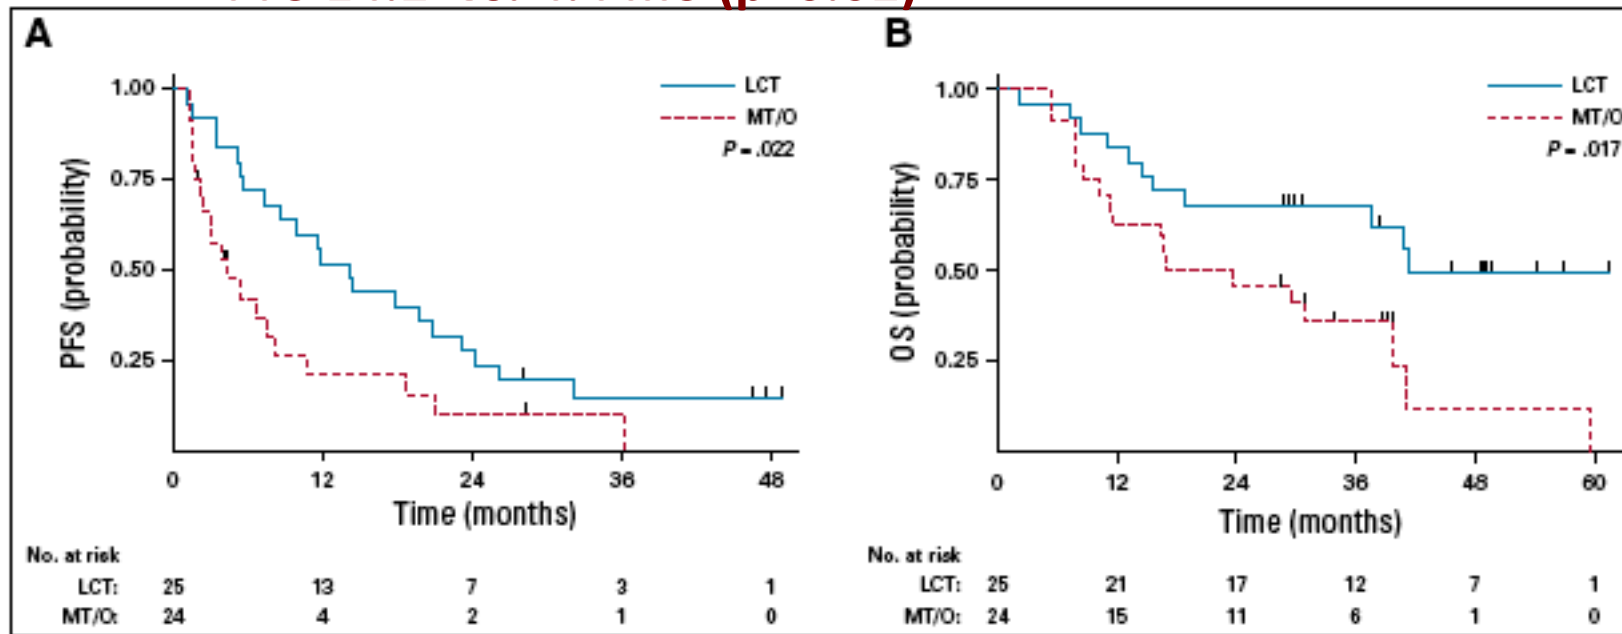 A
1.00
0.75
0.50
0.25
PFS (probability)
LCT
MT/O
P = .022
0 12 24 36 48
Time (months)
No. at risk
LCT: 25 13 7 3 1
MT/O: 24 4 2 1 0
B
1.00
0.75
0.50
0.25
OS (probability)
LCT
MT/O
P = .017
0 12 24 36 48 60
Time (months)
No. at risk
LCT: 25 21 17 12 7 1
MT/O: 24 15 11 6 1 0